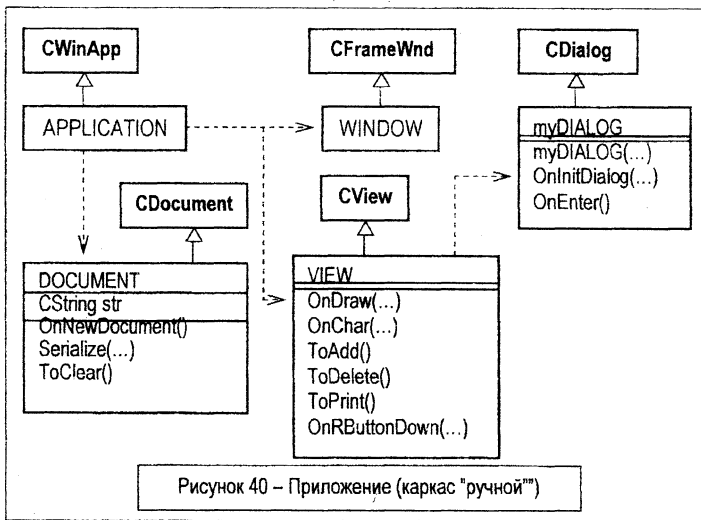 CWinApp
CFrameWnd
CDialog
APPLICATION
WINDOW
myDIALOG
myDIALOG(...)
OnInitDialog(...)
OnEnter()
CDocument
CView
DOCUMENT
CString str
OnNewDocument()
Serialize(...)
ToClear()
VIEW
OnDraw(...)
OnChar(...)
ToAdd()
ToDelete()
ToPrint()
OnRButtonDown(...)
Рисунок 40 – Приложение (каркас "ручной"")